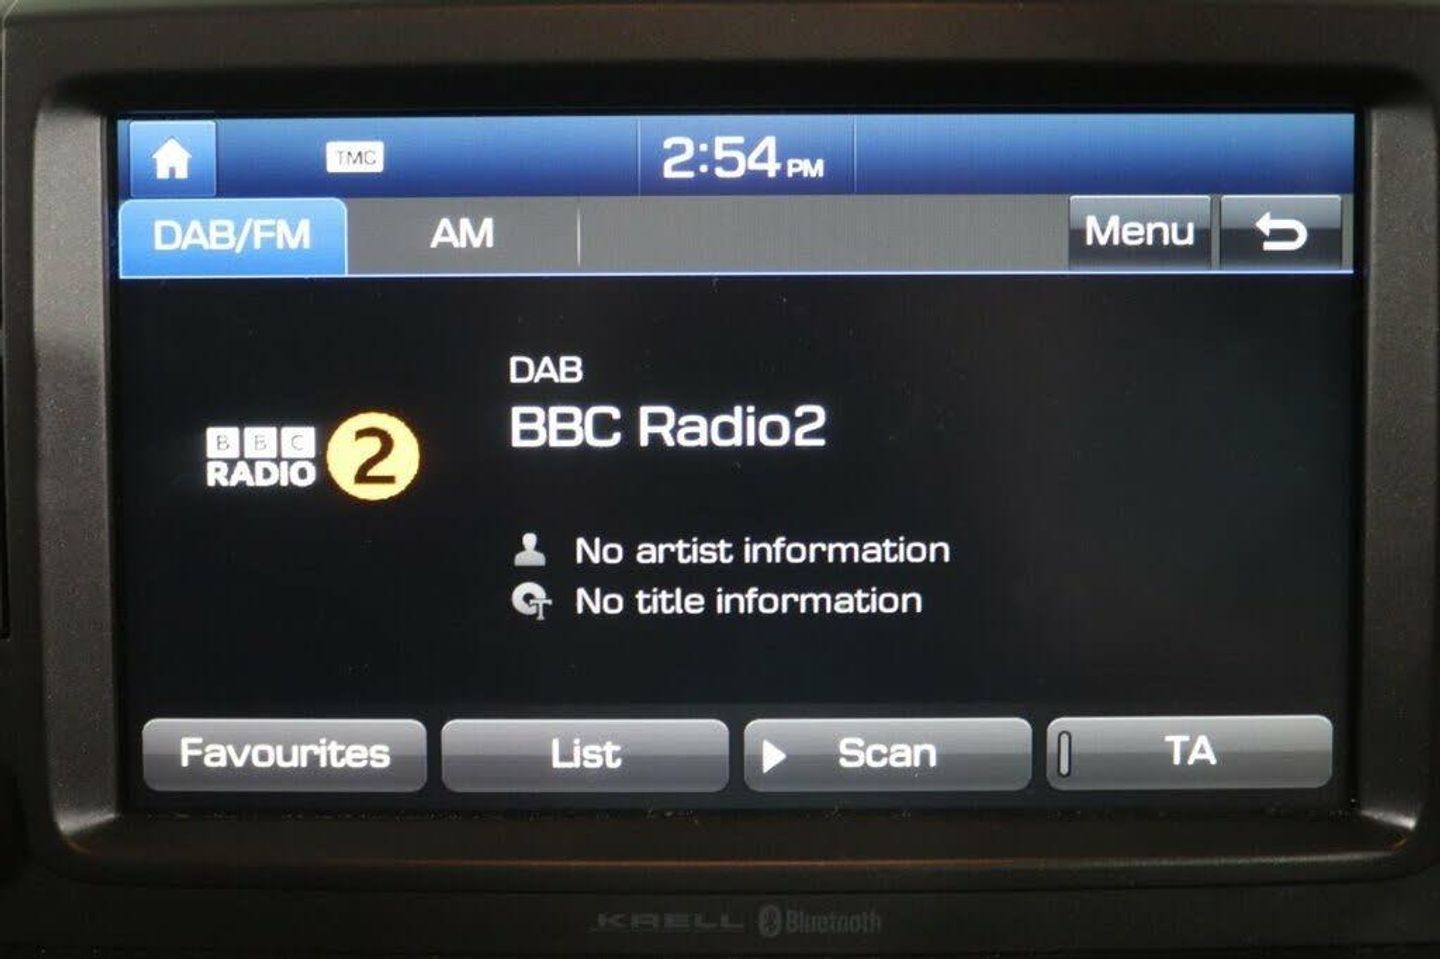 TMC
2:54 PM
DAB/FM
AM
Menu
DAB
BBC Radio2
BBC
RADIO 2
No artist information
No title information
Favourites
List
Scan
TA
KRELL Bluetooth